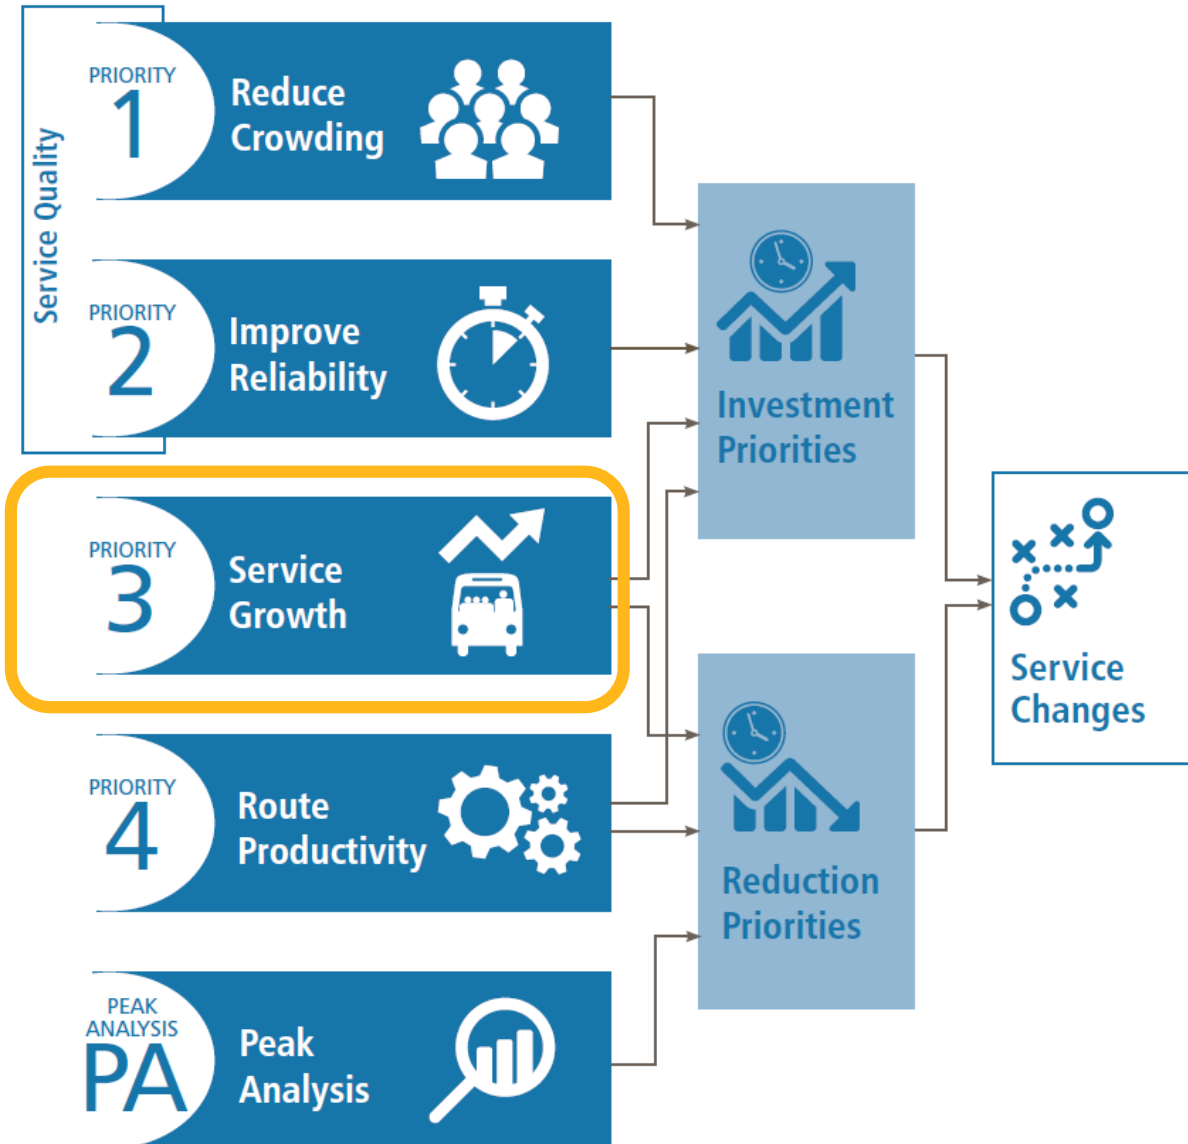 Service Quality
PRIORITY
1
Reduce
Crowding
PRIORITY
2
Improve
Reliability
PRIORITY
3
Service
Growth
PRIORITY
4
Route
Productivity
PEAK
ANALYSIS
PA
Peak
Analysis
Investment
Priorities
Reduction
Priorities
Service
Changes